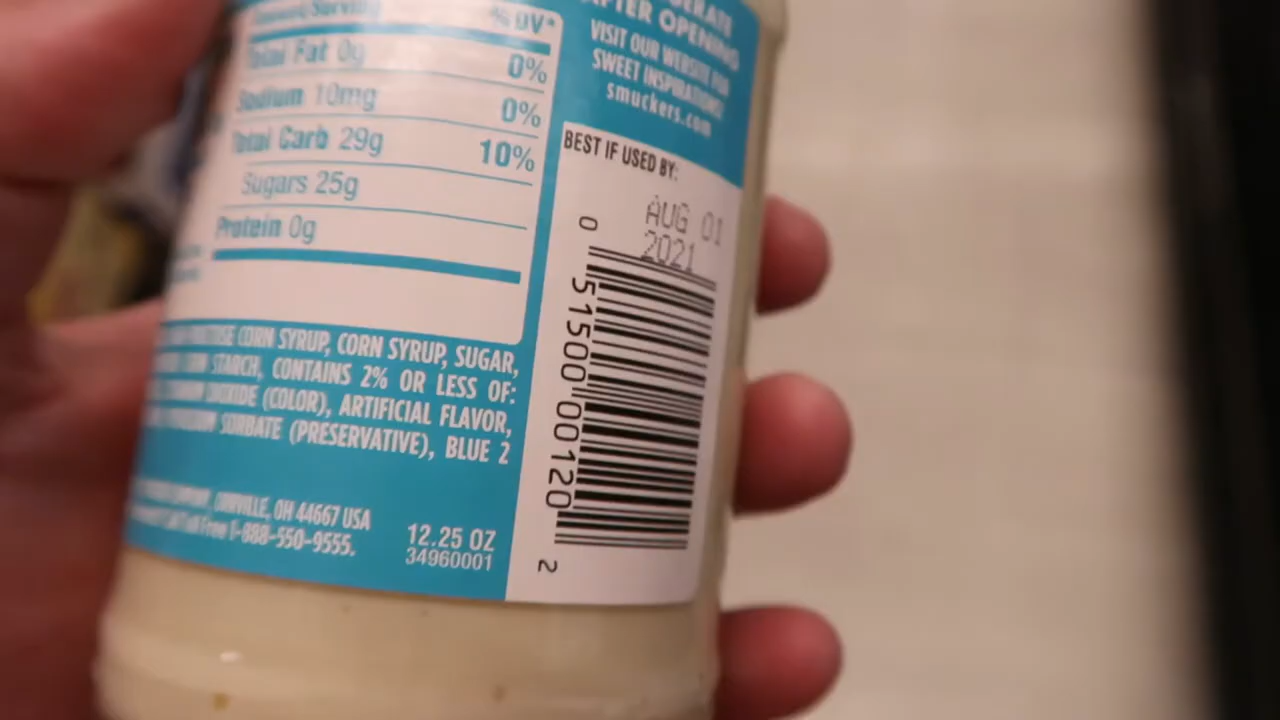 Amount/Serving %DV*
Total Fat 0g 0%
Sodium 10mg 0%
Total Carb 29g 10%
Sugars 25g
Protein 0g
CORN SYRUP, CORN SYRUP, SUGAR,
STARCH, CONTAINS 2% OR LESS OF:
DIOXIDE (COLOR), ARTIFICIAL FLAVOR,
SORBATE (PRESERVATIVE), BLUE 2
ORRVILLE, OH 44667 USA
Call Toll Free 1-888-550-9555.
12.25 OZ
34960001
AFTER OPENING
VISIT OUR WEBSITE FOR
SWEET INSPIRATIONS!
smuckers.com
BEST IF USED BY:
AUG 01
2021
0 51500 00120 2